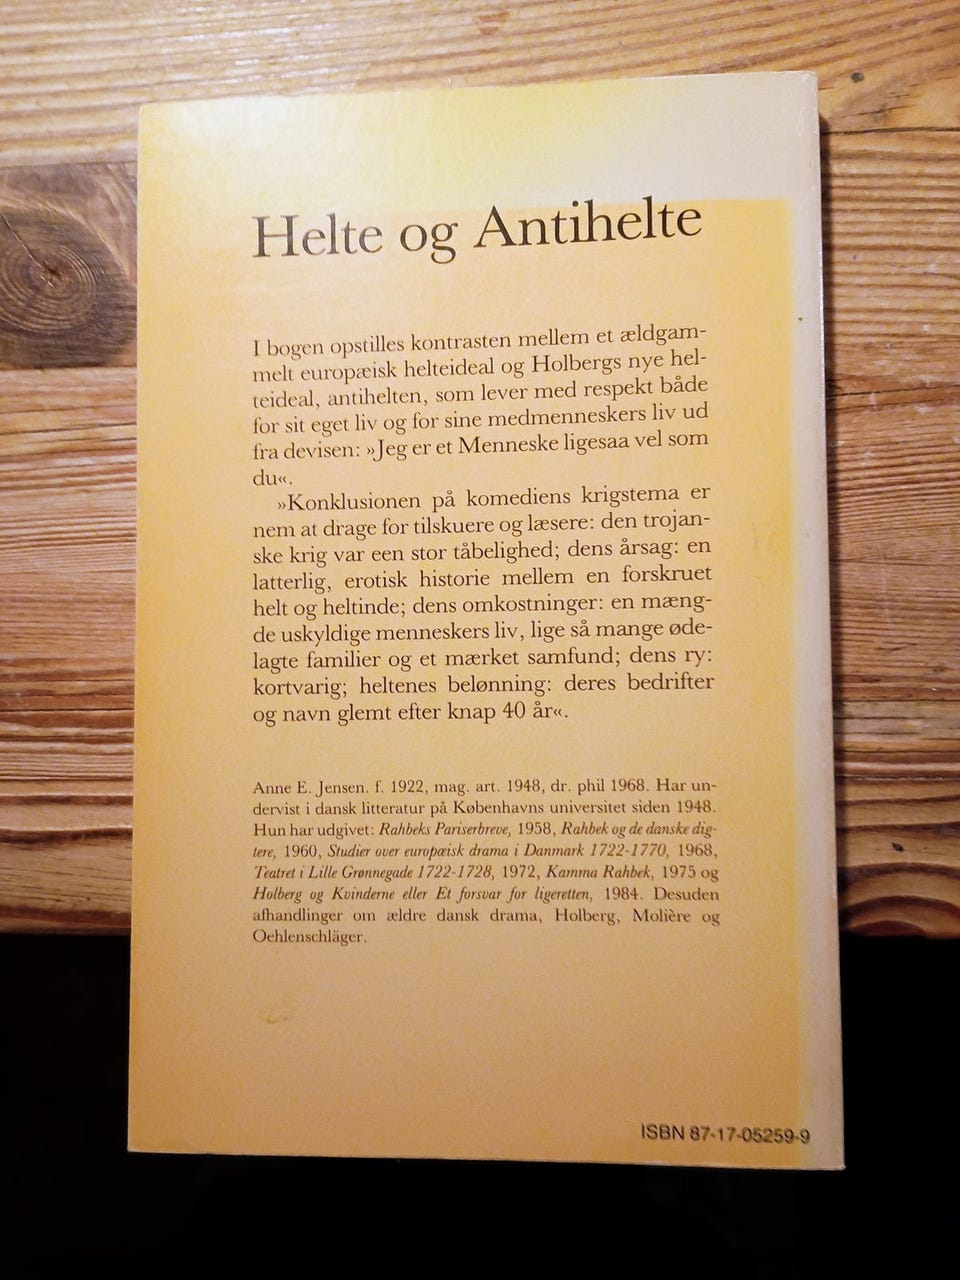 Helte og Antihelte
I bogen opstilles kontrasten mellem et ældgam-
melt europæisk helteideal og Holbergs nye hel-
teideal, antihelten, som lever med respekt både
for sit eget liv og for sine medmenneskers liv ud
fra devisen: »Jeg er et Menneske ligesaa vel som
du«.
»Konklusionen på komediens krigstema er
nem at drage for tilskuere og læsere: den trojan-
ske krig var een stor tåbelighed; dens årsag: en
latterlig, erotisk historie mellem en forskruet
helt og heltinde; dens omkostninger: en mæng-
de uskyldige menneskers liv, lige så mange øde-
lagte familier og et mærket samfund; dens ry:
kortvarig; heltenes belønning: deres bedrifter
og navn glemt efter knap 40 år«.
Anne E. Jensen. f. 1922, mag. art. 1948, dr. phil 1968. Har un-
dervist i dansk litteratur på Københavns universitet siden 1948.
Hun har udgivet: Rahbeks Pariserbreve, 1958, Rahbek og de danske dig-
tere, 1960, Studier over europæisk drama i Danmark 1722-1770, 1968,
Teatret i Lille Grønnegade 1722-1728, 1972, Kamma Rahbek, 1975 og
Holberg og Kvinderne eller Et forsvar for ligeretten, 1984. Desuden
afhandlinger om ældre dansk drama, Holberg, Molière og
Oehlenschläger.
ISBN 87-17-05259-9